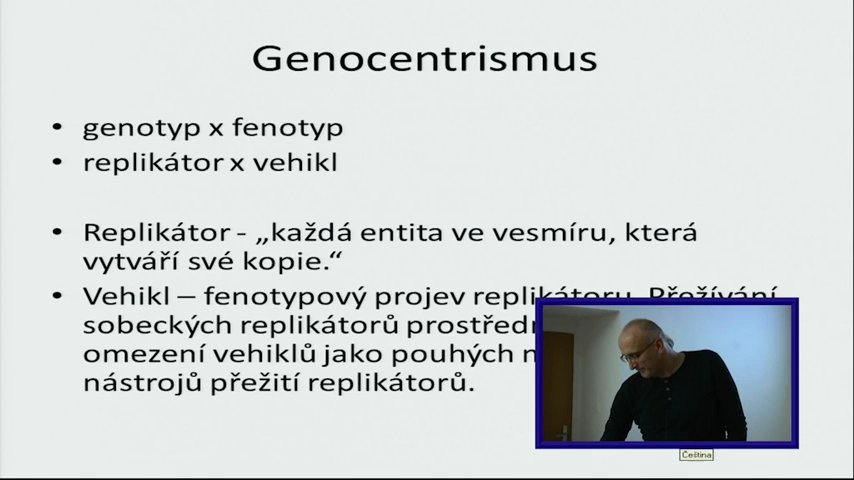 Genocentrismus
• genotyp x fenotyp
• replikátor x vehikl
• Replikátor - „každá entita ve vesmíru, která
vytváří své kopie.“
• Vehikl – fenotypový projev replikátoru. Přežívání
sobeckých replikátorů
omezení vehiklů jako pouhých
nástrojů přežití replikátorů.
Čeština